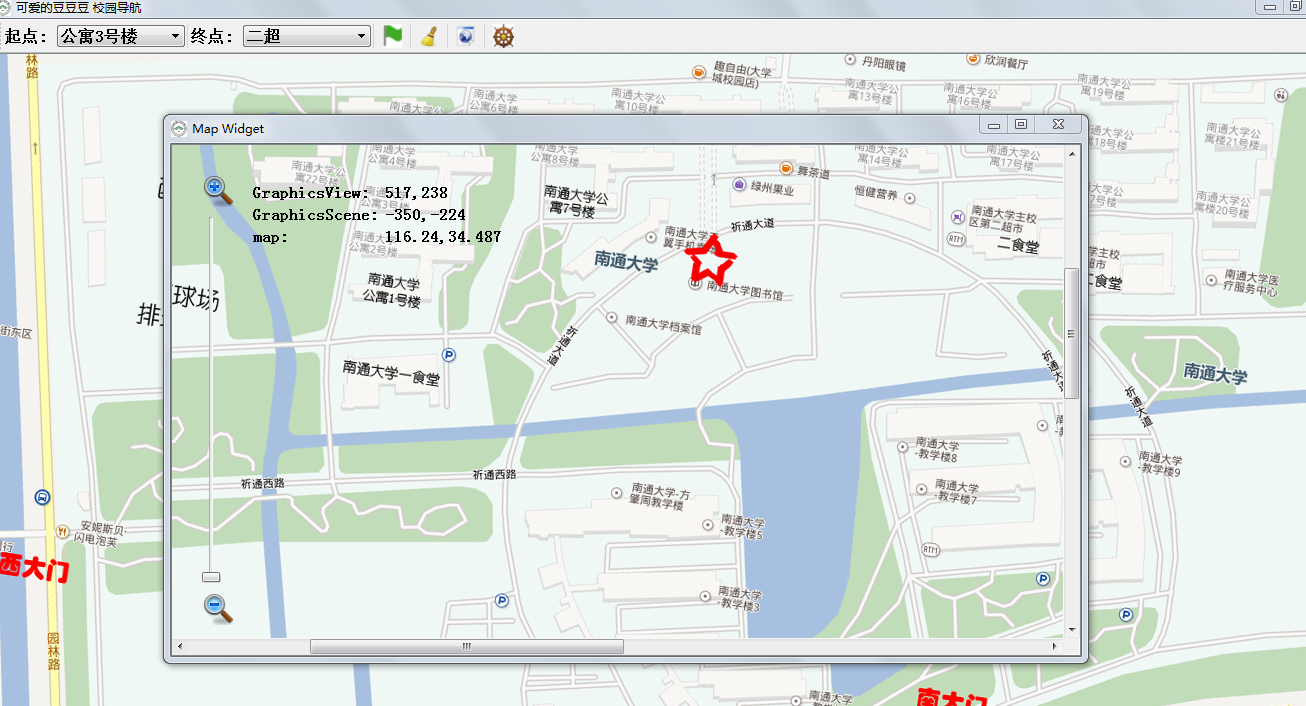 可爱的豆豆豆 校园导航
起点： 公寓3号楼 终点： 二超
林路
趣自由(大学
城校园店)
丹阳眼镜
欣润餐厅
南通大学公
南通大学
公寓6号楼
南通大学公
寓10号楼
南通大学公
寓13号楼
南通大学公
寓16号楼
南通大学公
寓19号楼
南通大学公
寓21号楼
寓18号楼
南通大学公
寓楼20号楼
Map Widget
GraphicsView: 517,238
GraphicsScene: -350,-224
map: 116.24,34.487
南通大学
公寓4号楼
南通大学公
寓22号楼
公寓3号楼
南通大学公
寓2号楼
南通大学
公寓8号楼
南通大学公
寓7号楼
南通大学公
寓14号楼
南通大学公
寓17号楼
舞茶道
绿州果业
恒健营养
南通大学主校
区第二超市
ATM
二食堂
祈通大道
南通大学
翼手机
南通大学
南通大学图书馆
南通大学档案馆
南通大学
公寓1号楼
祈通大道
南通大学一食堂
P
祈通大道
祈通西路
祈通西路
南通大学-方
肇周教学楼
南通大学
-教学楼5
南通大学
-教学楼3
南通大学
-教学楼8
南通大学
-教学楼7
ATM
P
P
排
球场
街东区
学主校
超市
食堂
南通大学医
疗服务中心
南通大学
祈通大道
南通大学
-教学楼9
P
安妮斯贝·
闪电泡芙
银行
西大门
园林路
南通大学
南大门